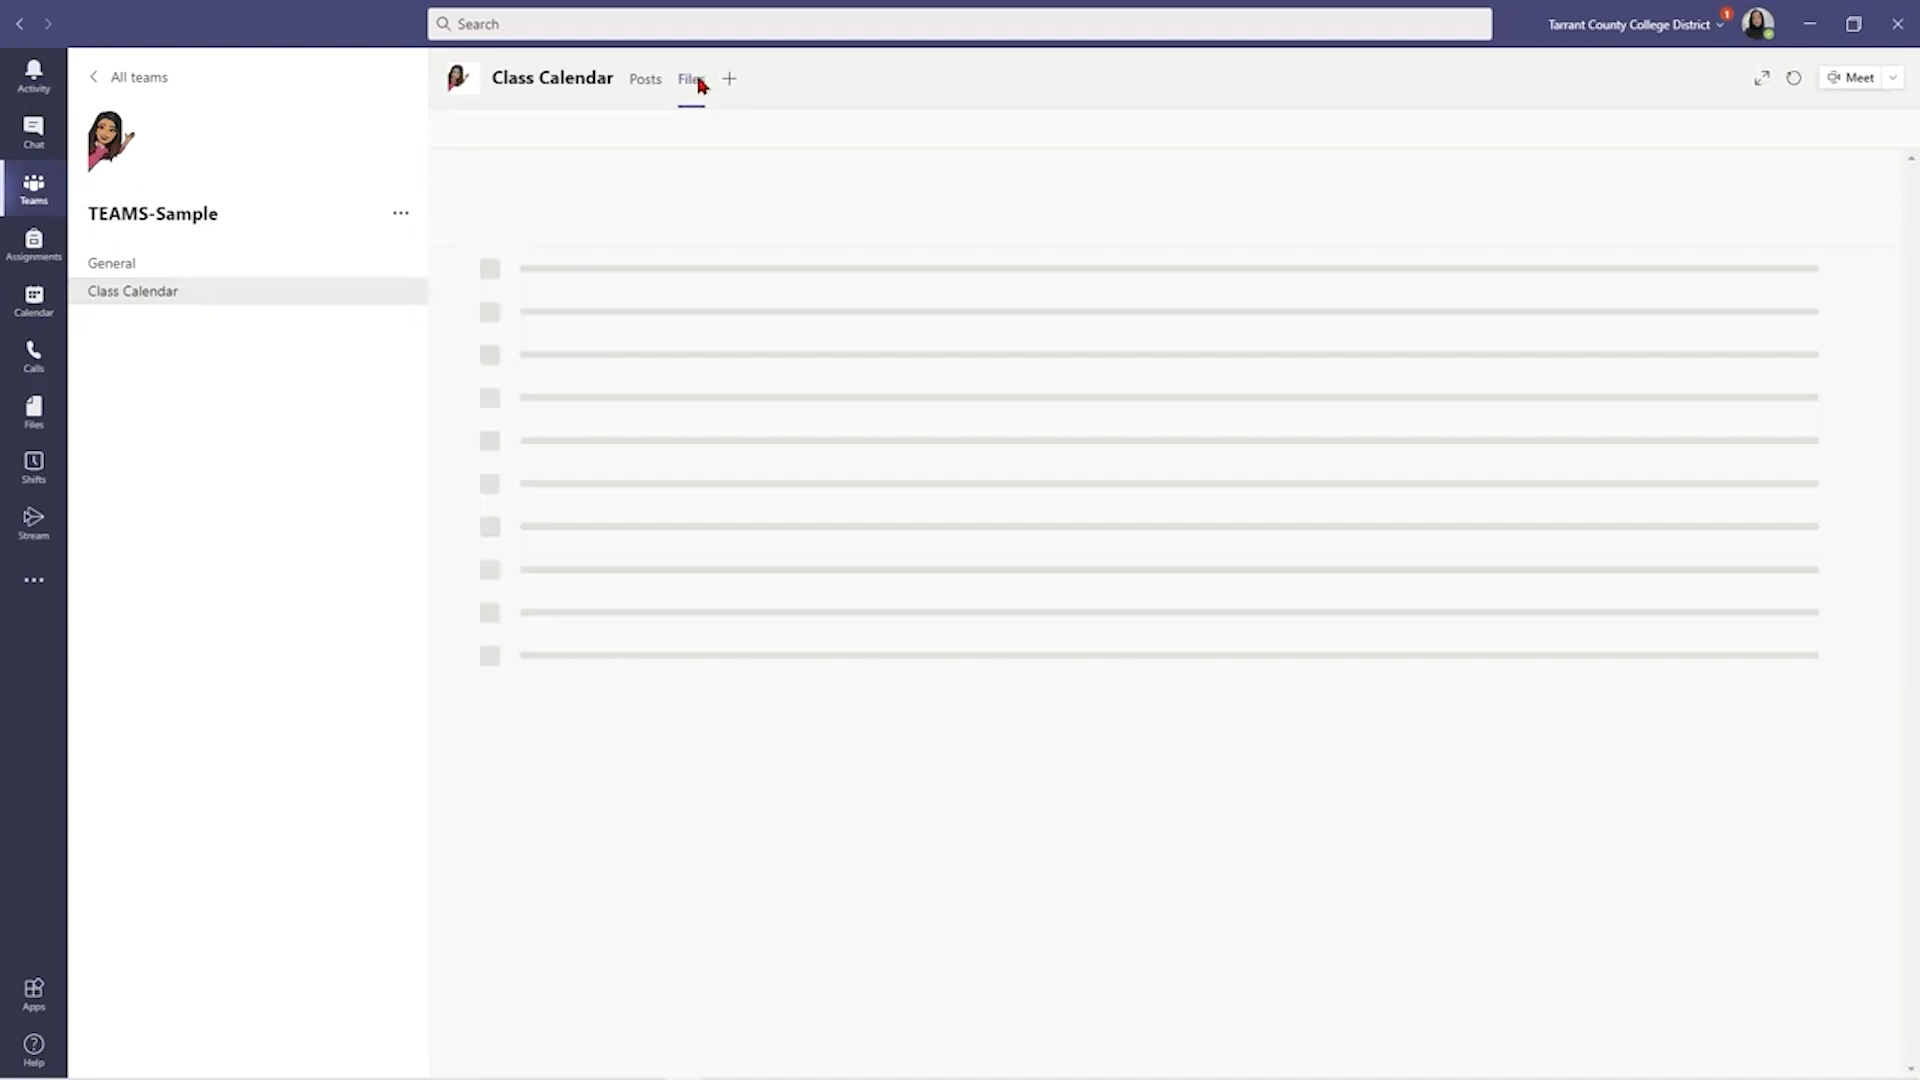 Search
Tarrant County College District
1
Activity
Chat
Teams
Assignments
Calendar
Calls
Files
Shifts
Stream
Apps
Help
All teams
TEAMS-Sample
General
Class Calendar
Class Calendar Posts Files
Meet